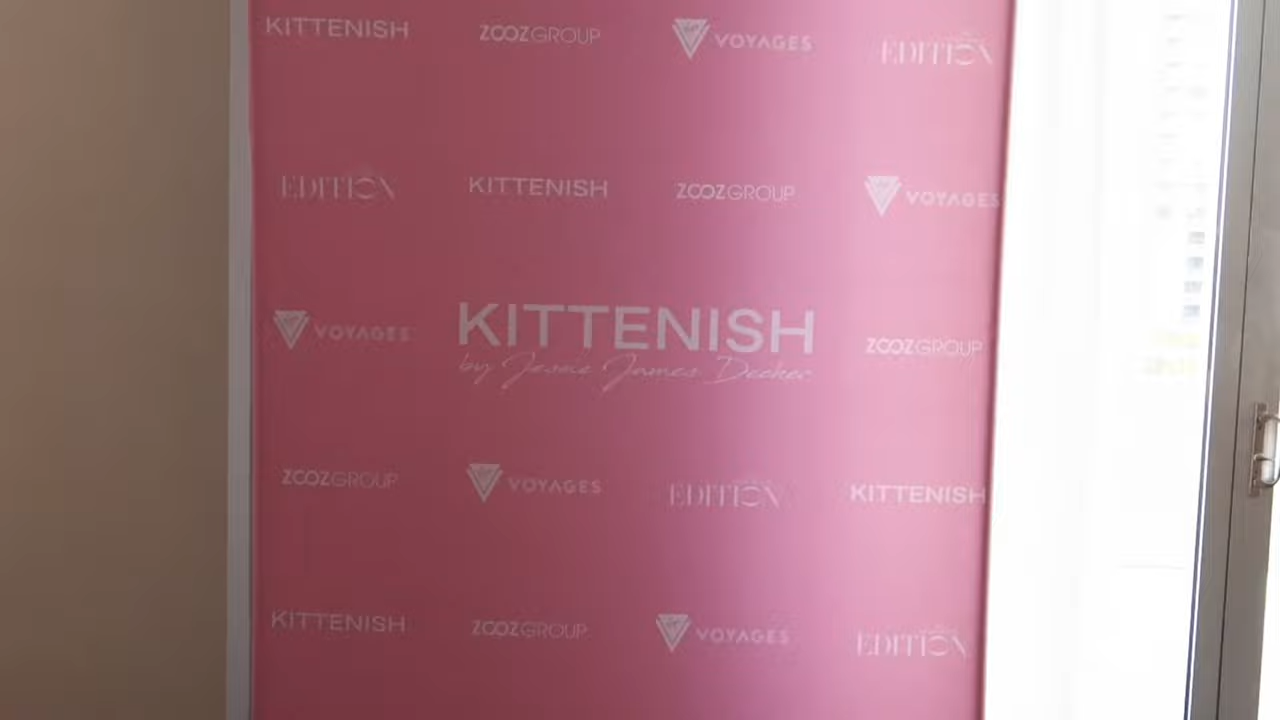 KITTENISH ZOOZGROUP VOYAGES EDITION
EDITION KITTENISH ZOOZGROUP VOYAGES
VOYAGES KITTENISH ZOOZGROUP
by Jessie James Decker
ZOOZGROUP VOYAGES EDITION KITTENISH
KITTENISH ZOOZGROUP VOYAGES EDITION